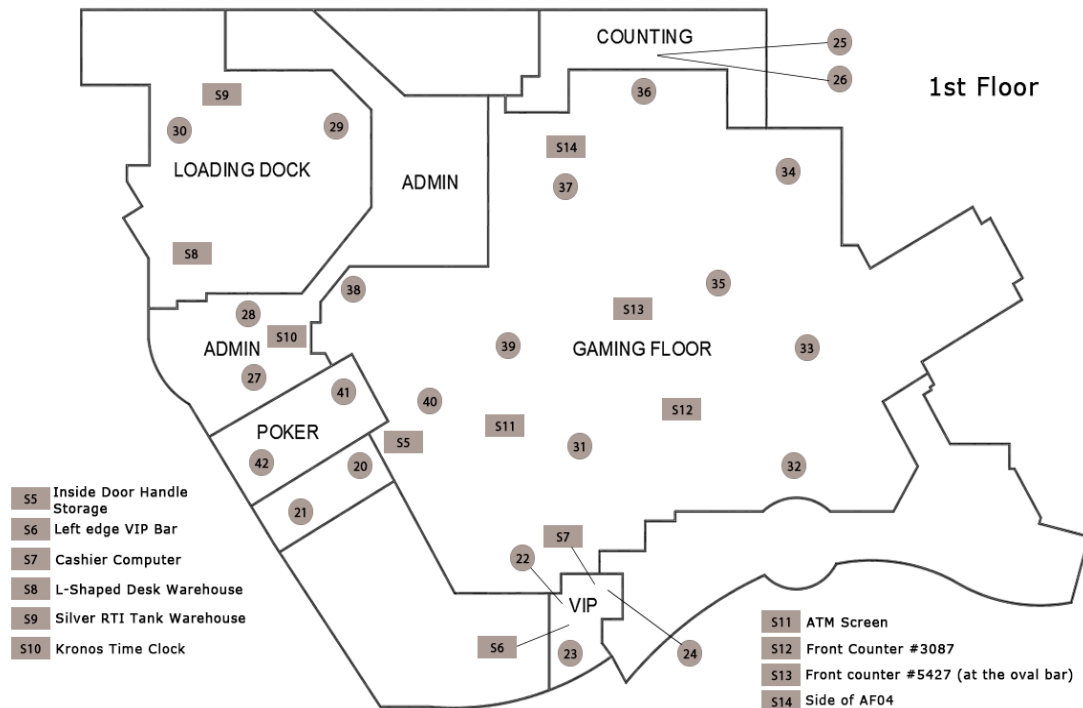 COUNTING
25
26
1st Floor
36
S9
30
29
S14
34
LOADING DOCK
ADMIN
37
S8
38
35
28
S13
S10
ADMIN
39
GAMING FLOOR
33
27
41
40
S12
S11
POKER
S5
31
42
20
32
21
S5 Inside Door Handle
Storage
S6 Left edge VIP Bar
S7 Cashier Computer
S8 L-Shaped Desk Warehouse
S9 Silver RTI Tank Warehouse
S10 Kronos Time Clock
S7
22
VIP
S6
23
24
S11 ATM Screen
S12 Front Counter #3087
S13 Front counter #5427 (at the oval bar)
S14 Side of AF04